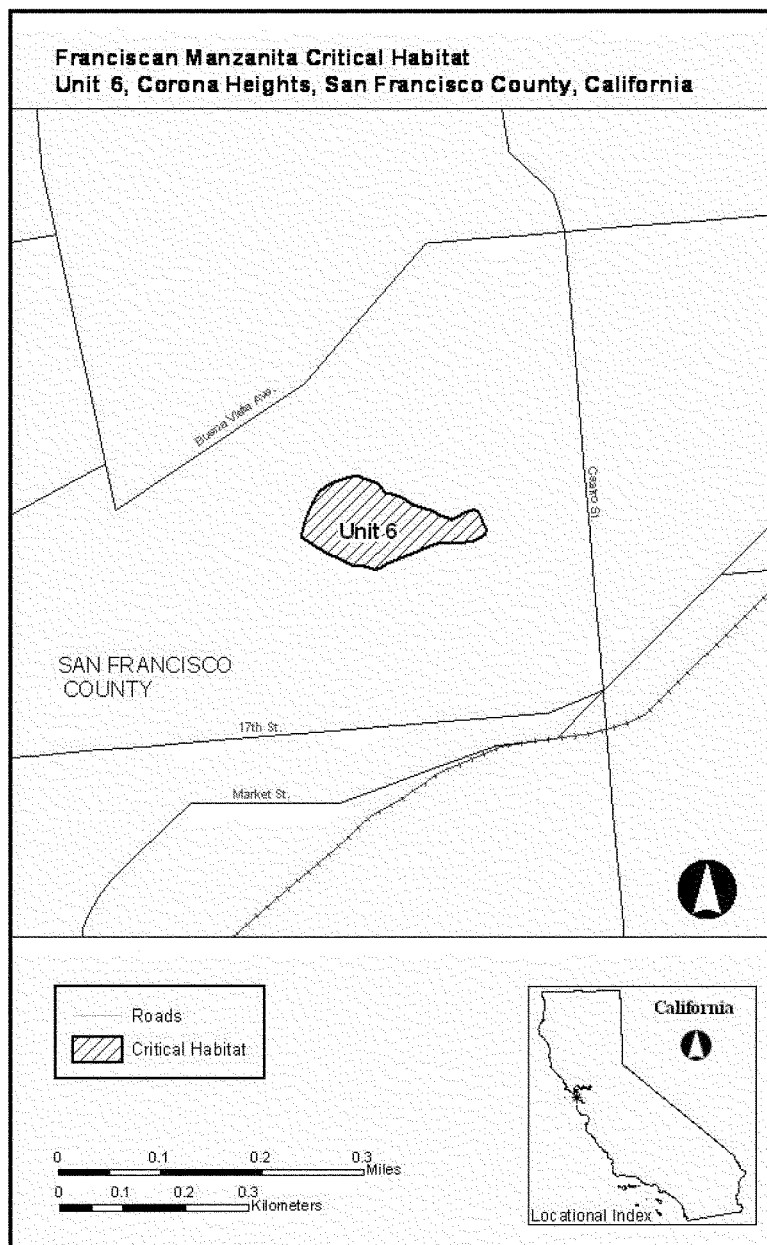 Franciscan Manzanita Critical Habitat
Unit 6, Corona Heights, San Francisco County, California
Buena Vista Ave.
Castro St.
Unit 6
SAN FRANCISCO
COUNTY
17th St.
Market St.
Roads
Critical Habitat
California
0 0.1 0.2 0.3
Miles
0 0.1 0.2 0.3
Kilometers
Locational Index